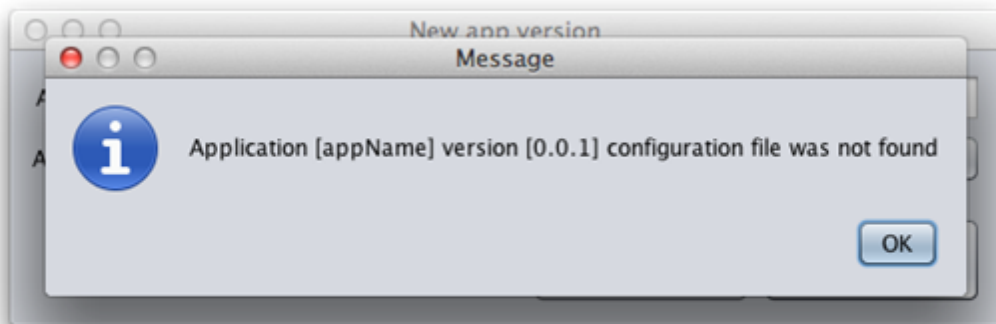 New app version
Message
Application [appName] version [0.0.1] configuration file was not found
OK